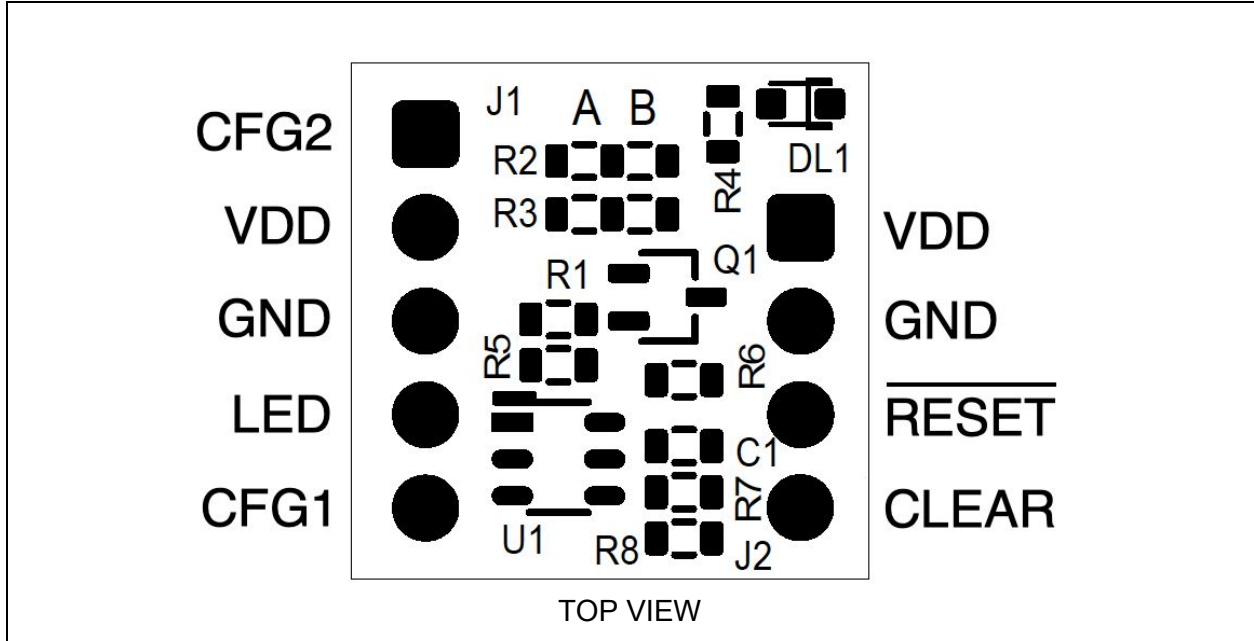 CFG2
VDD
GND
LED
CFG1
J1
A B
R2
R3
R4
DL1
R1
Q1
R5
R6
C1
R7
U1
R8
J2
VDD
GND
RESET
CLEAR
TOP VIEW